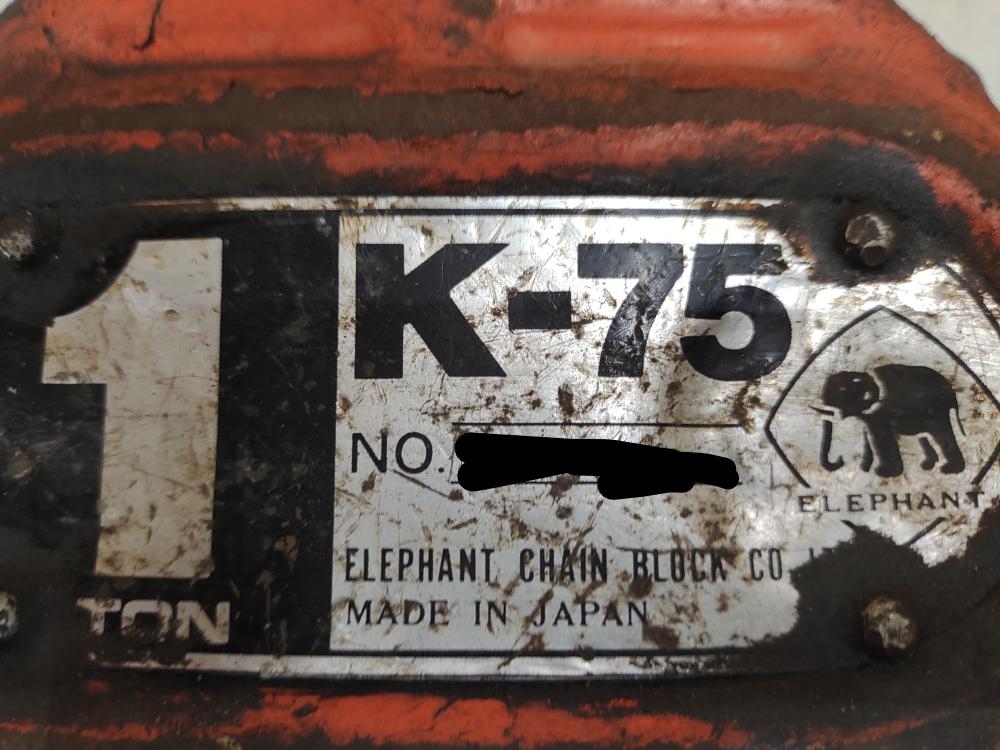 1
TON
K-75
NO.
ELEPHANT
ELEPHANT CHAIN BLOCK CO
MADE IN JAPAN